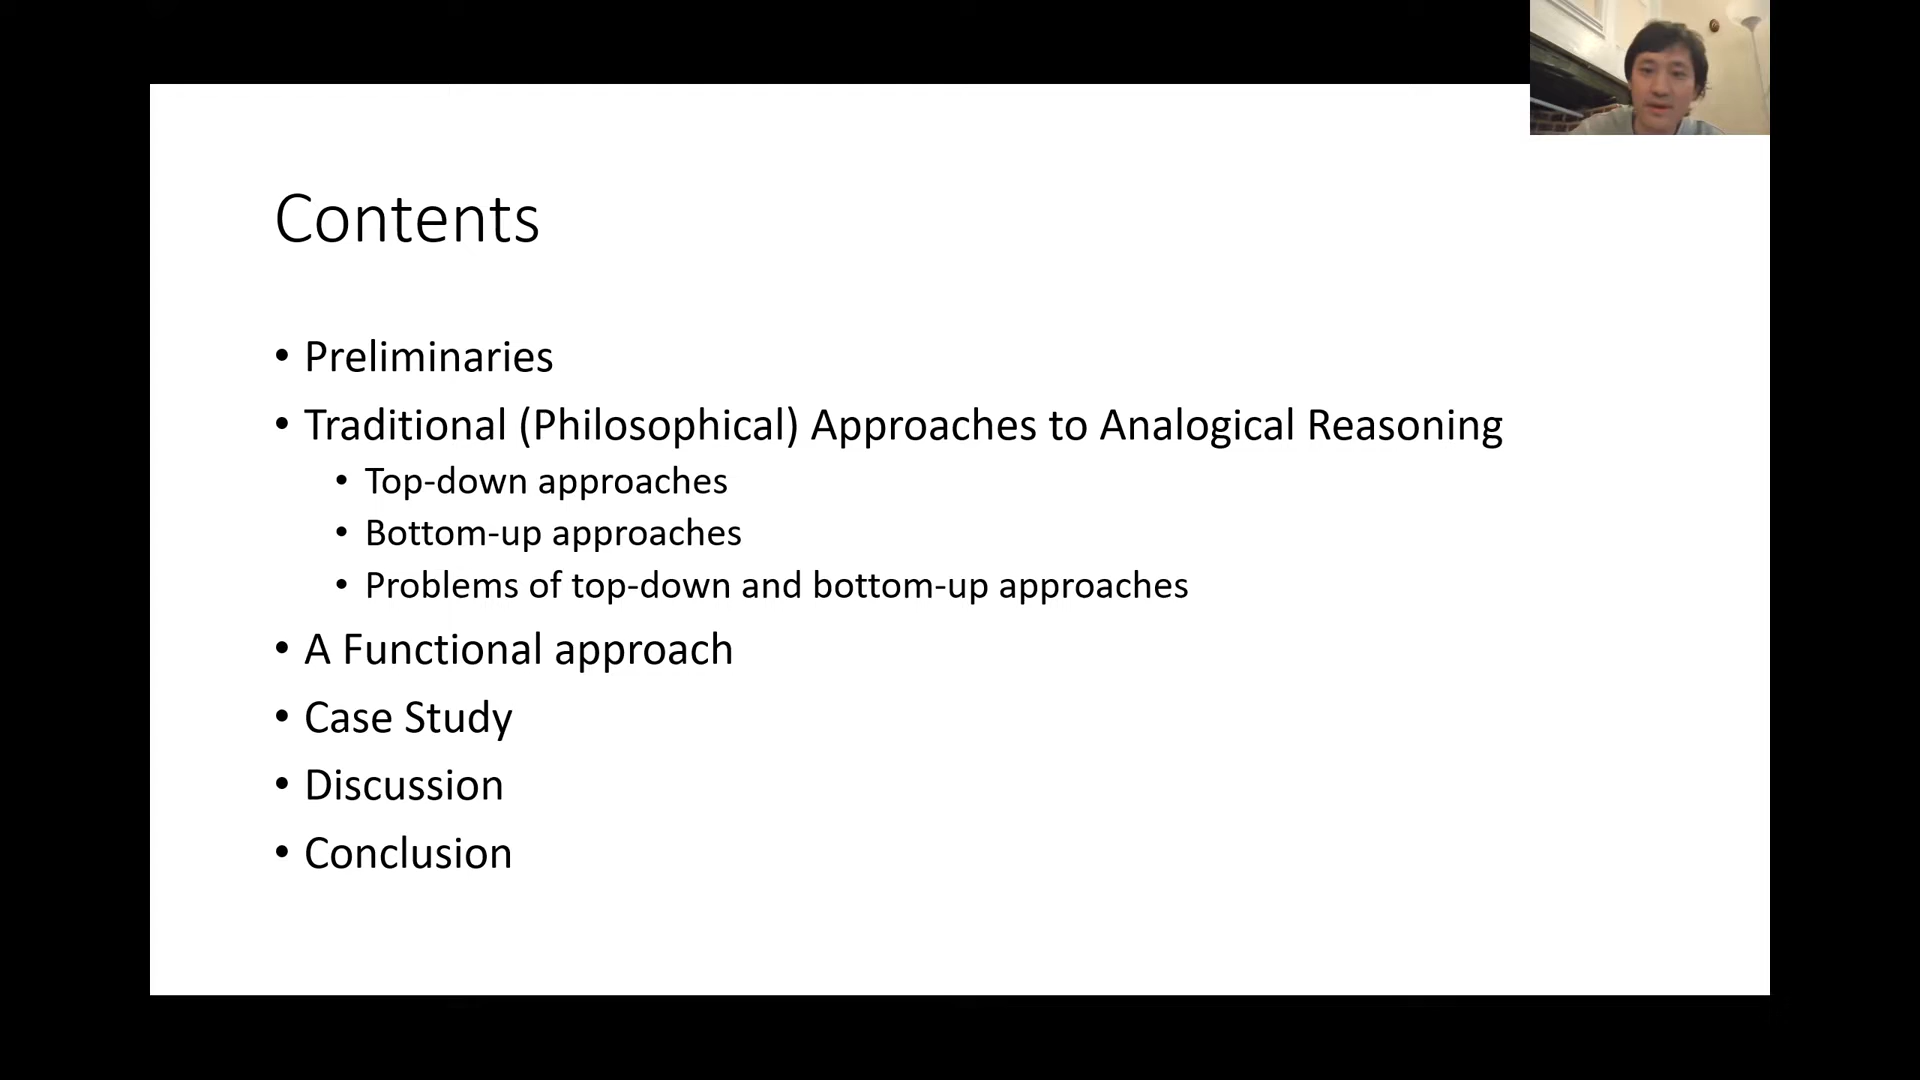 Contents
• Preliminaries
• Traditional (Philosophical) Approaches to Analogical Reasoning
• Top-down approaches
• Bottom-up approaches
• Problems of top-down and bottom-up approaches
• A Functional approach
• Case Study
• Discussion
• Conclusion